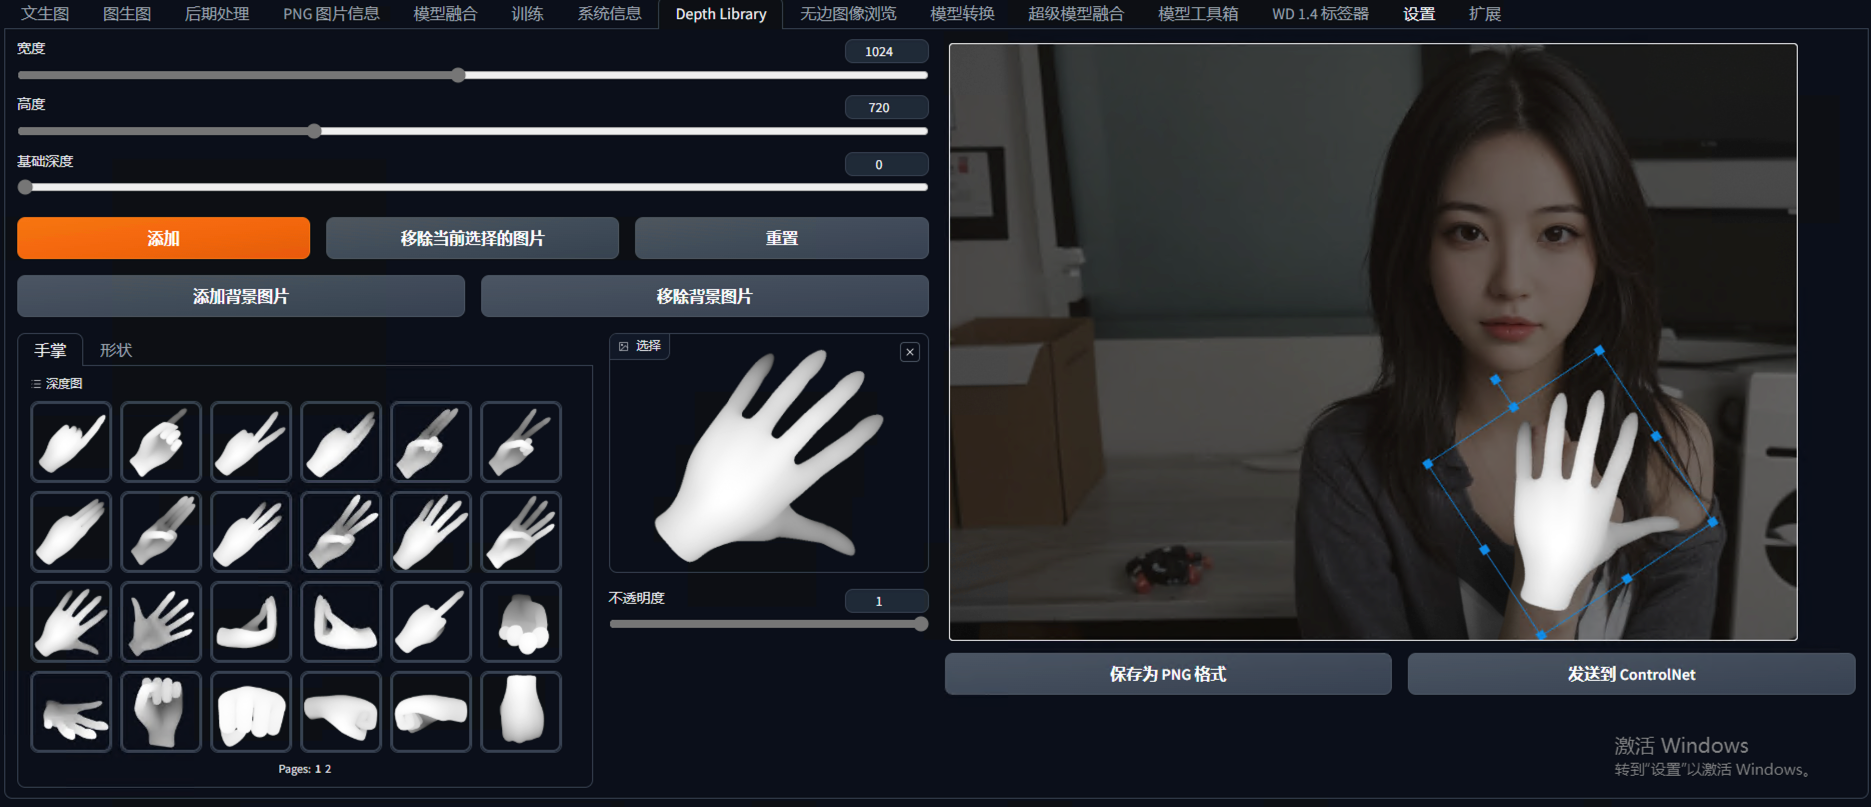 文生图 图生图 后期处理 PNG 图片信息 模型融合 训练 系统信息 Depth Library 无边图像浏览 模型转换 超级模型融合 模型工具箱 WD 1.4 标签器 设置 扩展
宽度 1024
高度 720
基础深度 0
添加 移除当前选择的图片 重置
添加背景图片 移除背景图片
手掌 形状
深度图
Pages: 1 2
选择
不透明度 1
保存为 PNG 格式 发送到 ControlNet
激活 Windows
转到“设置”以激活 Windows。